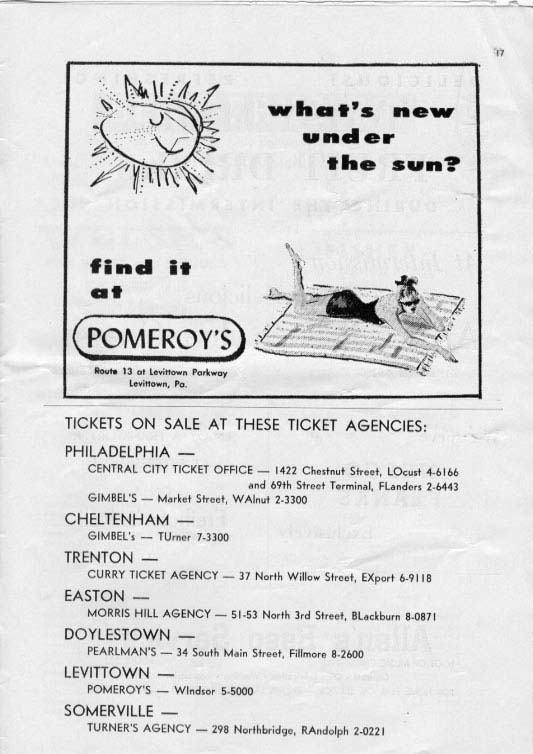 17
what's new
under
the sun?
find it
at
POMEROY'S
Route 13 at Levittown Parkway
Levittown, Pa.
TICKETS ON SALE AT THESE TICKET AGENCIES:
PHILADELPHIA —
CENTRAL CITY TICKET OFFICE — 1422 Chestnut Street, LOcust 4-6166
and 69th Street Terminal, FLanders 2-6443
GIMBEL'S — Market Street, WAlnut 2-3300
CHELTENHAM —
GIMBEL's — TUrner 7-3300
TRENTON —
CURRY TICKET AGENCY — 37 North Willow Street, EXport 6-9118
EASTON —
MORRIS HILL AGENCY — 51-53 North 3rd Street, BLackburn 8-0871
DOYLESTOWN —
PEARLMAN'S — 34 South Main Street, Fillmore 8-2600
LEVITTOWN —
POMEROY'S — WIndsor 5-5000
SOMERVILLE —
TURNER'S AGENCY — 298 Northbridge, RAndolph 2-0221